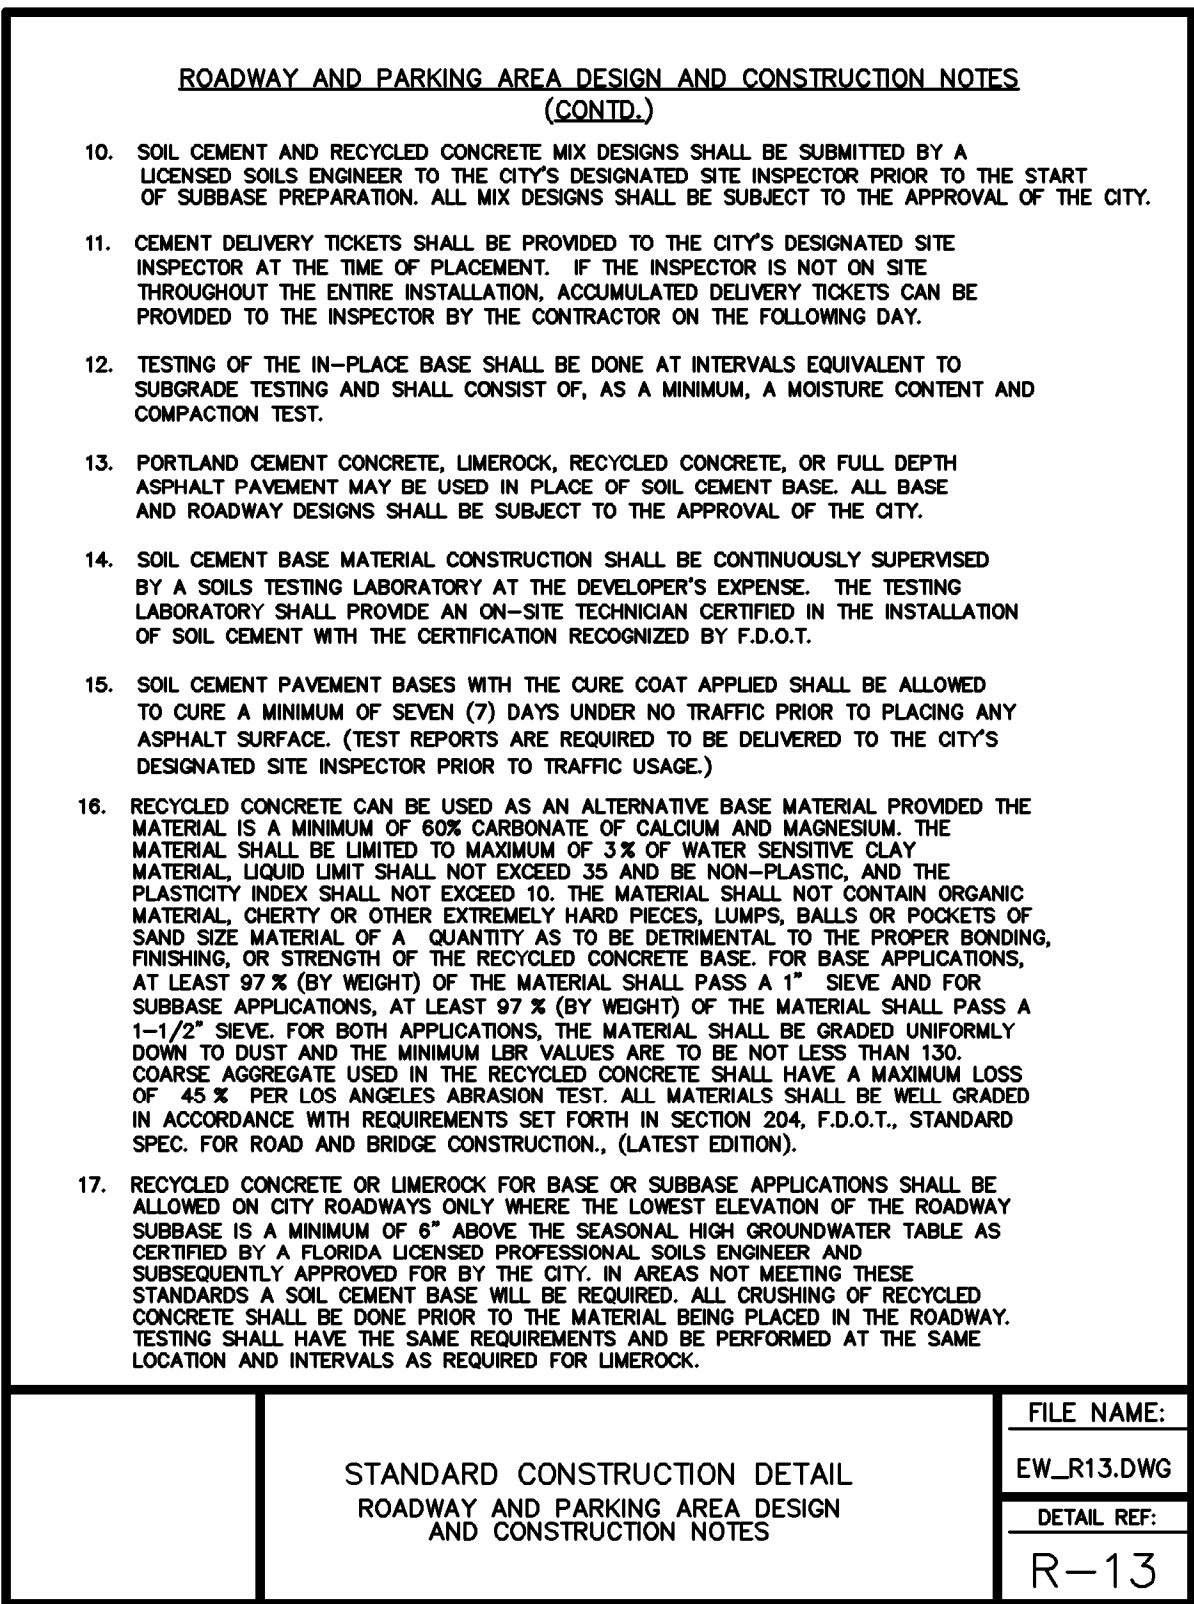 ROADWAY AND PARKING AREA DESIGN AND CONSTRUCTION NOTES
(CONTD.)
10. SOIL CEMENT AND RECYCLED CONCRETE MIX DESIGNS SHALL BE SUBMITTED BY A
LICENSED SOILS ENGINEER TO THE CITY'S DESIGNATED SITE INSPECTOR PRIOR TO THE START
OF SUBBASE PREPARATION. ALL MIX DESIGNS SHALL BE SUBJECT TO THE APPROVAL OF THE CITY.
11. CEMENT DELIVERY TICKETS SHALL BE PROVIDED TO THE CITY'S DESIGNATED SITE
INSPECTOR AT THE TIME OF PLACEMENT. IF THE INSPECTOR IS NOT ON SITE
THROUGHOUT THE ENTIRE INSTALLATION, ACCUMULATED DELIVERY TICKETS CAN BE
PROVIDED TO THE INSPECTOR BY THE CONTRACTOR ON THE FOLLOWING DAY.
12. TESTING OF THE IN-PLACE BASE SHALL BE DONE AT INTERVALS EQUIVALENT TO
SUBGRADE TESTING AND SHALL CONSIST OF, AS A MINIMUM, A MOISTURE CONTENT AND
COMPACTION TEST.
13. PORTLAND CEMENT CONCRETE, LIMEROCK, RECYCLED CONCRETE, OR FULL DEPTH
ASPHALT PAVEMENT MAY BE USED IN PLACE OF SOIL CEMENT BASE. ALL BASE
AND ROADWAY DESIGNS SHALL BE SUBJECT TO THE APPROVAL OF THE CITY.
14. SOIL CEMENT BASE MATERIAL CONSTRUCTION SHALL BE CONTINUOUSLY SUPERVISED
BY A SOILS TESTING LABORATORY AT THE DEVELOPER'S EXPENSE. THE TESTING
LABORATORY SHALL PROVIDE AN ON-SITE TECHNICIAN CERTIFIED IN THE INSTALLATION
OF SOIL CEMENT WITH THE CERTIFICATION RECOGNIZED BY F.D.O.T.
15. SOIL CEMENT PAVEMENT BASES WITH THE CURE COAT APPLIED SHALL BE ALLOWED
TO CURE A MINIMUM OF SEVEN (7) DAYS UNDER NO TRAFFIC PRIOR TO PLACING ANY
ASPHALT SURFACE. (TEST REPORTS ARE REQUIRED TO BE DELIVERED TO THE CITY'S
DESIGNATED SITE INSPECTOR PRIOR TO TRAFFIC USAGE.)
16. RECYCLED CONCRETE CAN BE USED AS AN ALTERNATIVE BASE MATERIAL PROVIDED THE
MATERIAL IS A MINIMUM OF 60% CARBONATE OF CALCIUM AND MAGNESIUM. THE
MATERIAL SHALL BE LIMITED TO MAXIMUM OF 3% OF WATER SENSITIVE CLAY
MATERIAL, LIQUID LIMIT SHALL NOT EXCEED 35 AND BE NON-PLASTIC, AND THE
PLASTICITY INDEX SHALL NOT EXCEED 10. THE MATERIAL SHALL NOT CONTAIN ORGANIC
MATERIAL, CHERTY OR OTHER EXTREMELY HARD PIECES, LUMPS, BALLS OR POCKETS OF
SAND SIZE MATERIAL OF A QUANTITY AS TO BE DETRIMENTAL TO THE PROPER BONDING,
FINISHING, OR STRENGTH OF THE RECYCLED CONCRETE BASE. FOR BASE APPLICATIONS,
AT LEAST 97 % (BY WEIGHT) OF THE MATERIAL SHALL PASS A 1" SIEVE AND FOR
SUBBASE APPLICATIONS, AT LEAST 97 % (BY WEIGHT) OF THE MATERIAL SHALL PASS A
1-1/2" SIEVE. FOR BOTH APPLICATIONS, THE MATERIAL SHALL BE GRADED UNIFORMLY
DOWN TO DUST AND THE MINIMUM LBR VALUES ARE TO BE NOT LESS THAN 130.
COARSE AGGREGATE USED IN THE RECYCLED CONCRETE SHALL HAVE A MAXIMUM LOSS
OF 45 % PER LOS ANGELES ABRASION TEST. ALL MATERIALS SHALL BE WELL GRADED
IN ACCORDANCE WITH REQUIREMENTS SET FORTH IN SECTION 204, F.D.O.T., STANDARD
SPEC. FOR ROAD AND BRIDGE CONSTRUCTION., (LATEST EDITION).
17. RECYCLED CONCRETE OR LIMEROCK FOR BASE OR SUBBASE APPLICATIONS SHALL BE
ALLOWED ON CITY ROADWAYS ONLY WHERE THE LOWEST ELEVATION OF THE ROADWAY
SUBBASE IS A MINIMUM OF 6" ABOVE THE SEASONAL HIGH GROUNDWATER TABLE AS
CERTIFIED BY A FLORIDA LICENSED PROFESSIONAL SOILS ENGINEER AND
SUBSEQUENTLY APPROVED FOR BY THE CITY. IN AREAS NOT MEETING THESE
STANDARDS A SOIL CEMENT BASE WILL BE REQUIRED. ALL CRUSHING OF RECYCLED
CONCRETE SHALL BE DONE PRIOR TO THE MATERIAL BEING PLACED IN THE ROADWAY.
TESTING SHALL HAVE THE SAME REQUIREMENTS AND BE PERFORMED AT THE SAME
LOCATION AND INTERVALS AS REQUIRED FOR LIMEROCK.
STANDARD CONSTRUCTION DETAIL
ROADWAY AND PARKING AREA DESIGN
AND CONSTRUCTION NOTES
FILE NAME:
EW_R13.DWG
DETAIL REF:
R-13